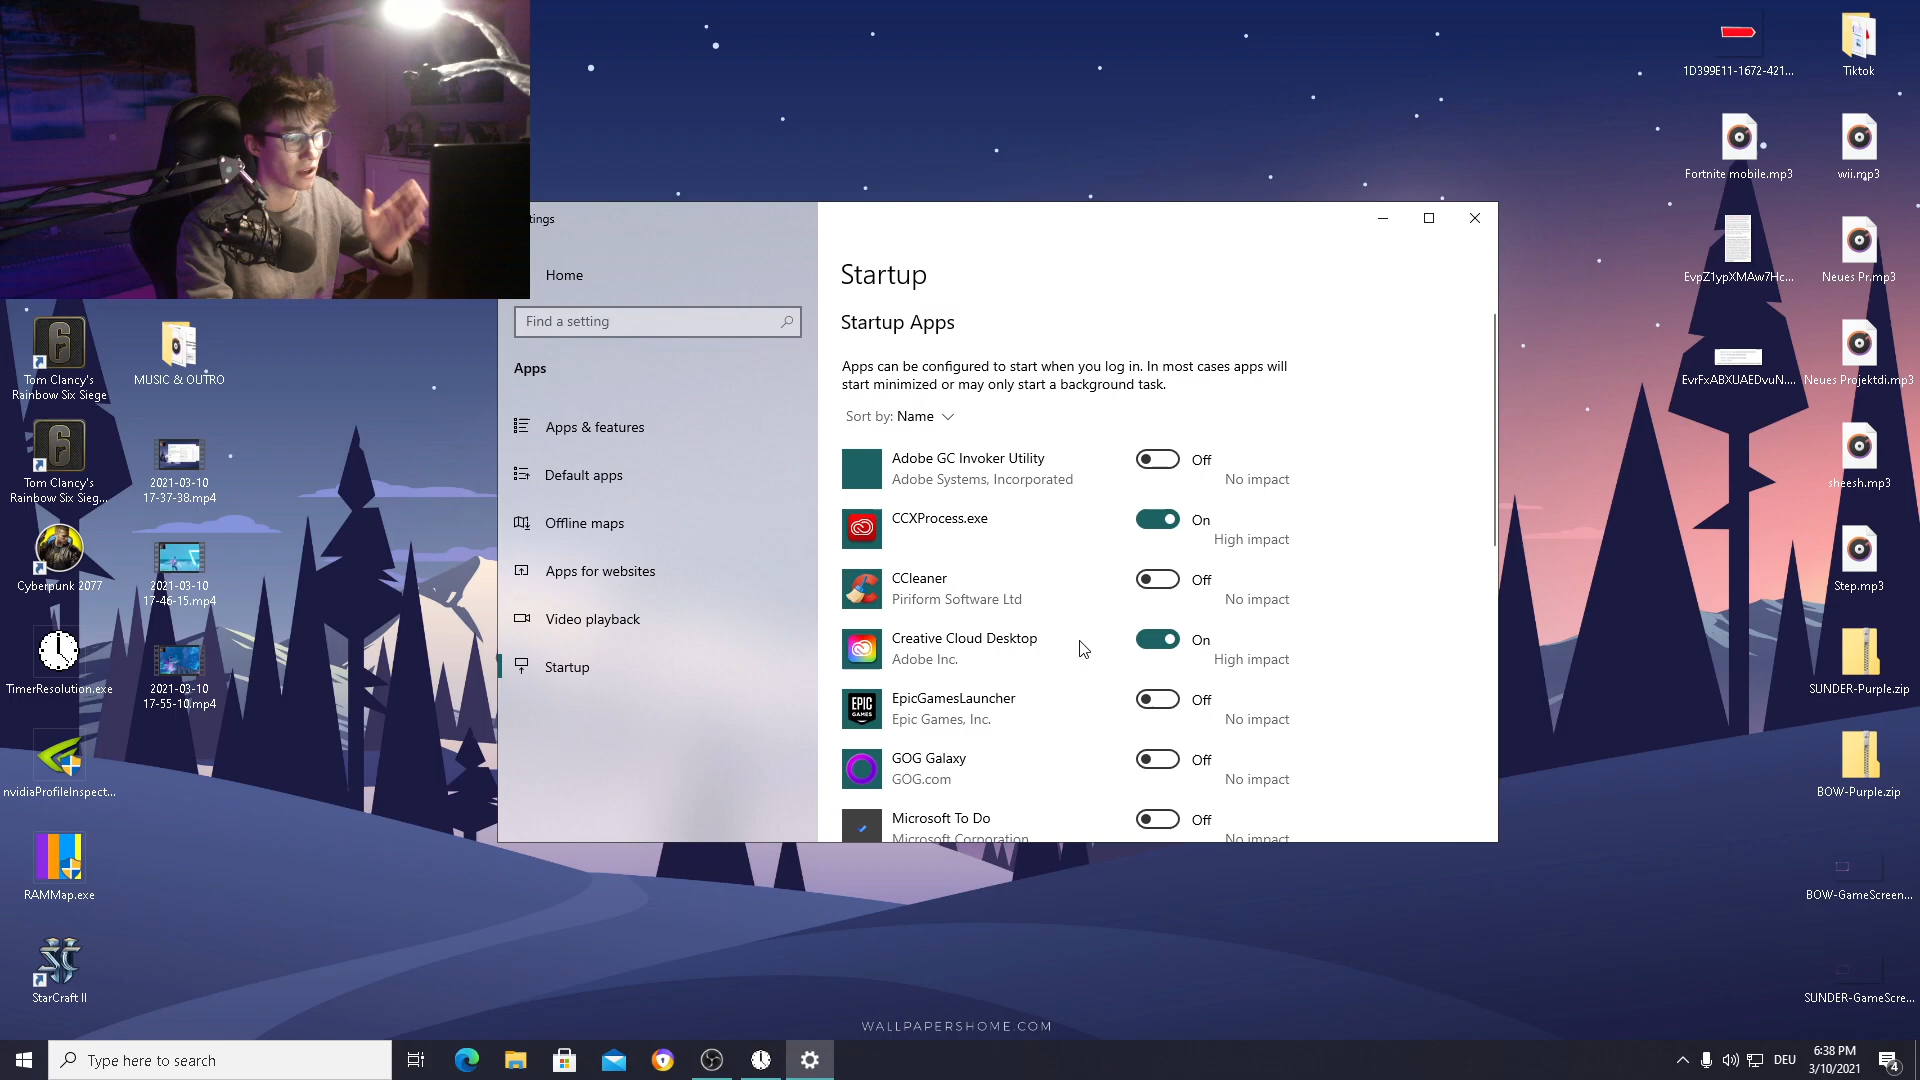 1D399E11-1672-421...
Tiktok
Fortnite mobile.mp3
wii.mp3
EvpZ1ypXMAw7Hc...
Neues Pr.mp3
EvrFxABXUAEDvuN....
Neues Projektdi.mp3
sheesh.mp3
Step.mp3
SUNDER-Purple.zip
BOW-Purple.zip
BOW-GameScreen...
SUNDER-GameScre...
Tom Clancy's
Rainbow Six Siege
MUSIC & OUTRO
Tom Clancy's
Rainbow Six Sieg...
2021-03-10
17-37-38.mp4
Cyberpunk 2077
2021-03-10
17-46-15.mp4
TimerResolution.exe
2021-03-10
17-55-10.mp4
nvidiaProfileInspect...
RAMMap.exe
StarCraft II
tings
Home
Find a setting
Apps
Apps & features
Default apps
Offline maps
Apps for websites
Video playback
Startup
Startup
Startup Apps
Apps can be configured to start when you log in. In most cases apps will
start minimized or may only start a background task.
Sort by: Name
Adobe GC Invoker Utility
Off
Adobe Systems, Incorporated
No impact
CCXProcess.exe
On
High impact
CCleaner
Off
Piriform Software Ltd
No impact
Creative Cloud Desktop
On
Adobe Inc.
High impact
EPIC
GAMES
EpicGamesLauncher
Off
Epic Games, Inc.
No impact
GOG Galaxy
Off
GOG.com
No impact
Microsoft To Do
Off
Microsoft Corporation
No impact
WALLPAPERSHOME.COM
Type here to search
DEU
6:38 PM
3/10/2021
4